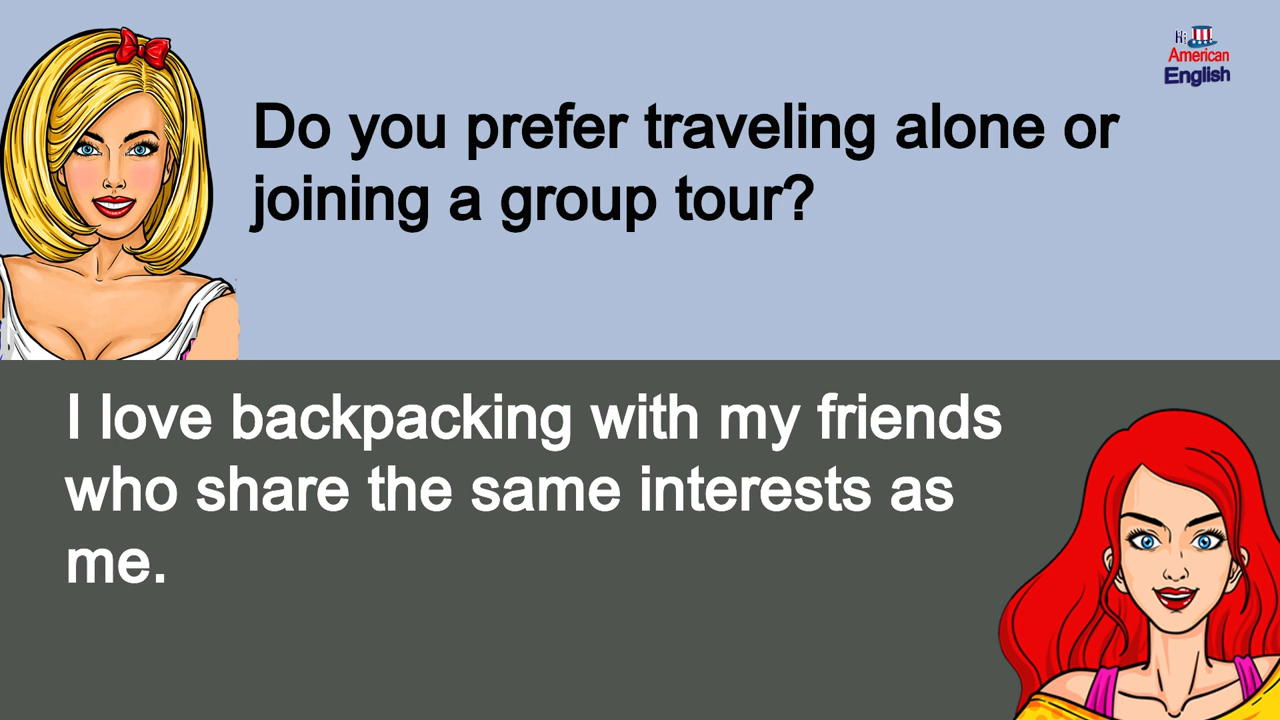 Hi
American
English
Do you prefer traveling alone or
joining a group tour?
I love backpacking with my friends
who share the same interests as
me.